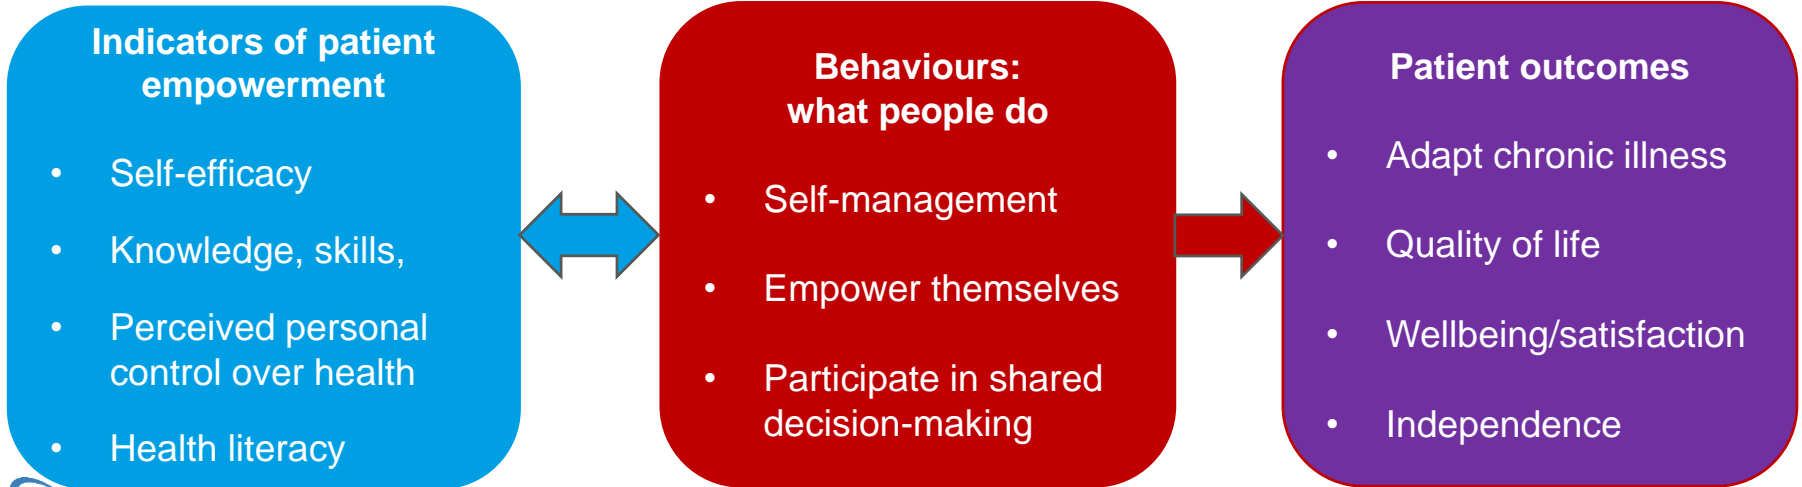 Indicators of patient
empowerment
• Self-efficacy
• Knowledge, skills,
• Perceived personal
control over health
• Health literacy
Behaviours:
what people do
• Self-management
• Empower themselves
• Participate in shared
decision-making
Patient outcomes
• Adapt chronic illness
• Quality of life
• Wellbeing/satisfaction
• Independence